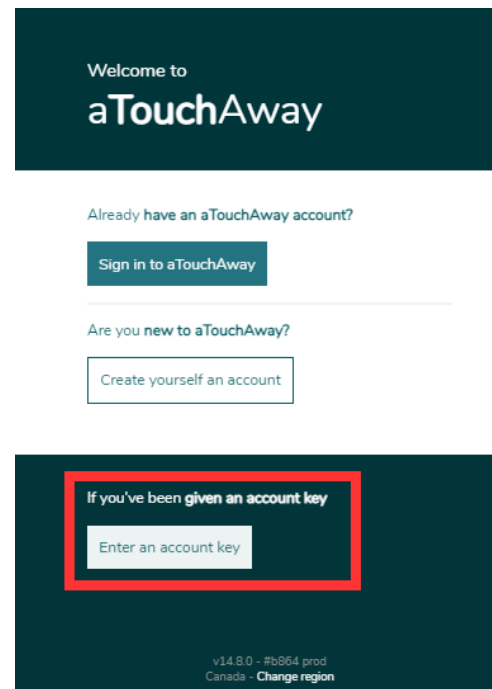 Welcome to
aTouchAway
Already have an aTouchAway account?
Sign in to aTouchAway
Are you new to aTouchAway?
Create yourself an account
If you've been given an account key
Enter an account key
v14.8.0 - #b864 prod
Canada - Change region